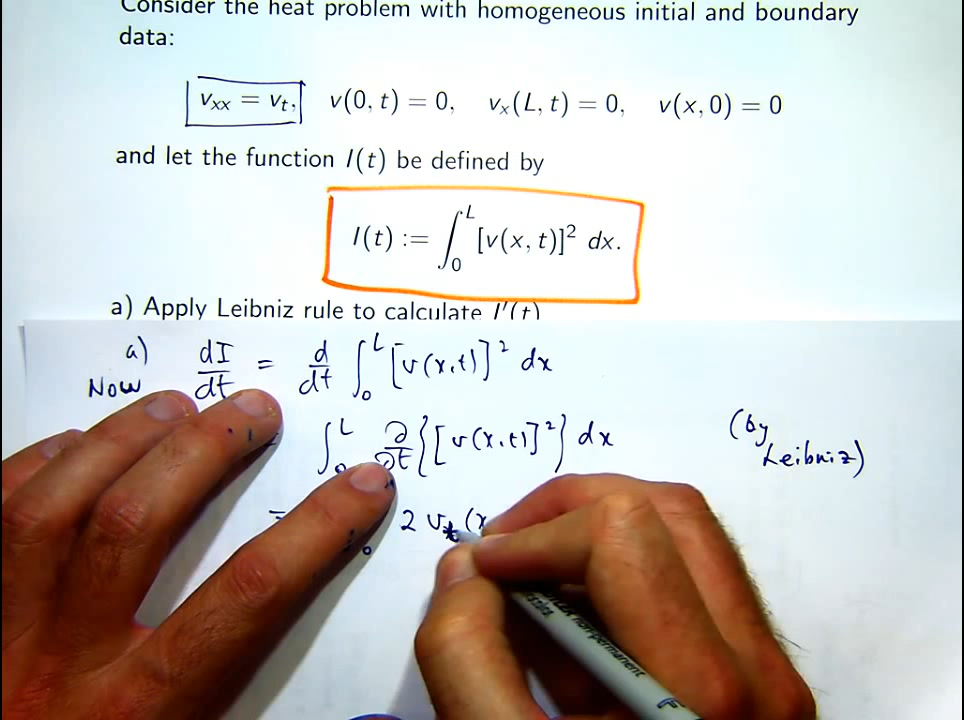 Consider the heat problem with homogeneous initial and boundary
data:
v_xx = v_t, v(0, t) = 0, v_x(L, t) = 0, v(x, 0) = 0
and let the function I(t) be defined by
I(t) := ∫_0^L [v(x, t)]² dx.
a) Apply Leibniz rule to calculate I'(t)
a) dI/dt = d/dt ∫_0^L [v(x,t)]² dx
Now
= ∫_0^L ∂/∂t {[v(x,t)]²} dx (by Leibniz)
= 2 v_t (x
nonpermanent